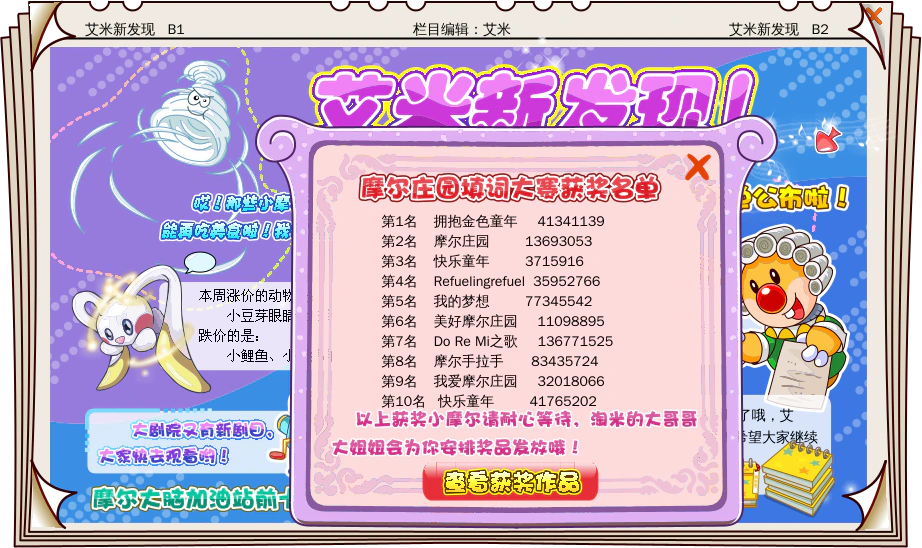 艾米新发现 B1
栏目编辑：艾米
艾米新发现 B2
艾米新发现！
哎！那些小摩
能再吃美食啦！我
公布啦！
摩尔庄园填词大赛获奖名单
第1名 拥抱金色童年 41341139
第2名 摩尔庄园 13693053
第3名 快乐童年 3715916
第4名 Refuelingrefuel 35952766
第5名 我的梦想 77345542
第6名 美好摩尔庄园 11098895
第7名 Do Re Mi之歌 136771525
第8名 摩尔手拉手 83435724
第9名 我爱摩尔庄园 32018066
第10名 快乐童年 41765202
以上获奖小摩尔请耐心等待，淘米的大哥哥
大姐姐会为你安排奖品发放哦！
查看获奖作品
本周涨价的动物
小豆芽眼睛
跌价的是：
小鲤鱼、小
大剧院又有新剧目。
大家快去观看哟！
摩尔大脑加油站前十
了哦，艾
希望大家继续